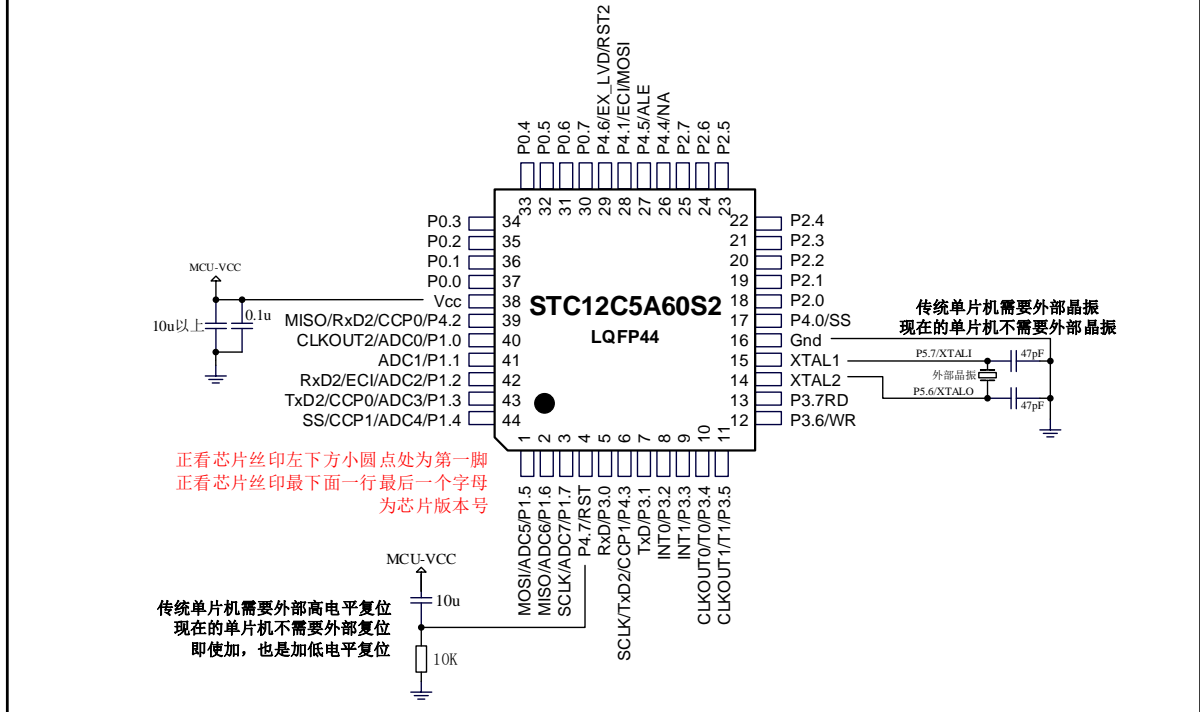 P0.4
P0.5
P0.6
P0.7
P4.6/EX_LVD/RST2
P4.1/ECI/MOSI
P4.5/ALE
P4.4/NA
P2.7
P2.6
P2.5
33
32
31
30
29
28
27
26
25
24
23
P0.3 34
P0.2 35
P0.1 36
P0.0 37
Vcc 38
MISO/RxD2/CCP0/P4.2 39
CLKOUT2/ADC0/P1.0 40
ADC1/P1.1 41
RxD2/ECI/ADC2/P1.2 42
TxD2/CCP0/ADC3/P1.3 43
SS/CCP1/ADC4/P1.4 44
MCU-VCC
10u以上
0.1u
STC12C5A60S2
LQFP44
22 P2.4
21 P2.3
20 P2.2
19 P2.1
18 P2.0
17 P4.0/SS
16 Gnd
15 XTAL1
14 XTAL2
13 P3.7RD
12 P3.6/WR
传统单片机需要外部晶振
现在的单片机不需要外部晶振
P5.7/XTALI
47pF
外部晶振
P5.6/XTALO
47pF
1
2
3
4
5
6
7
8
9
10
11
MOSI/ADC5/P1.5
MISO/ADC6/P1.6
SCLK/ADC7/P1.7
P4.7/RST
RxD/P3.0
SCLK/TxD2/CCP1/P4.3
TxD/P3.1
INT0/P3.2
INT1/P3.3
CLKOUT0/T0/P3.4
CLKOUT1/T1/P3.5
正看芯片丝印左下方小圆点处为第一脚
正看芯片丝印最下面一行最后一个字母
为芯片版本号
MCU-VCC
10u
传统单片机需要外部高电平复位
现在的单片机不需要外部复位
即使加，也是加低电平复位
10K